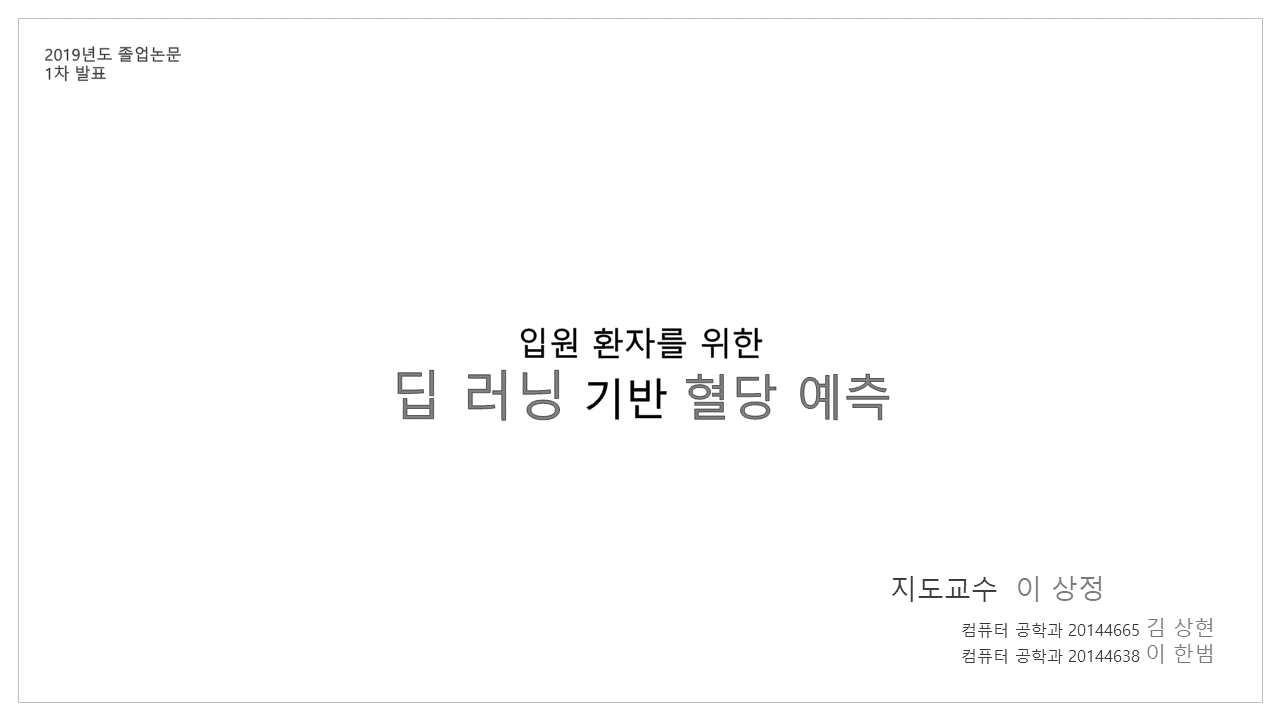 2019년도 졸업논문
1차 발표
입원 환자를 위한
딥 러닝 기반 혈당 예측
지도교수 이 상정
컴퓨터 공학과 20144665 김 상현
컴퓨터 공학과 20144638 이 한범